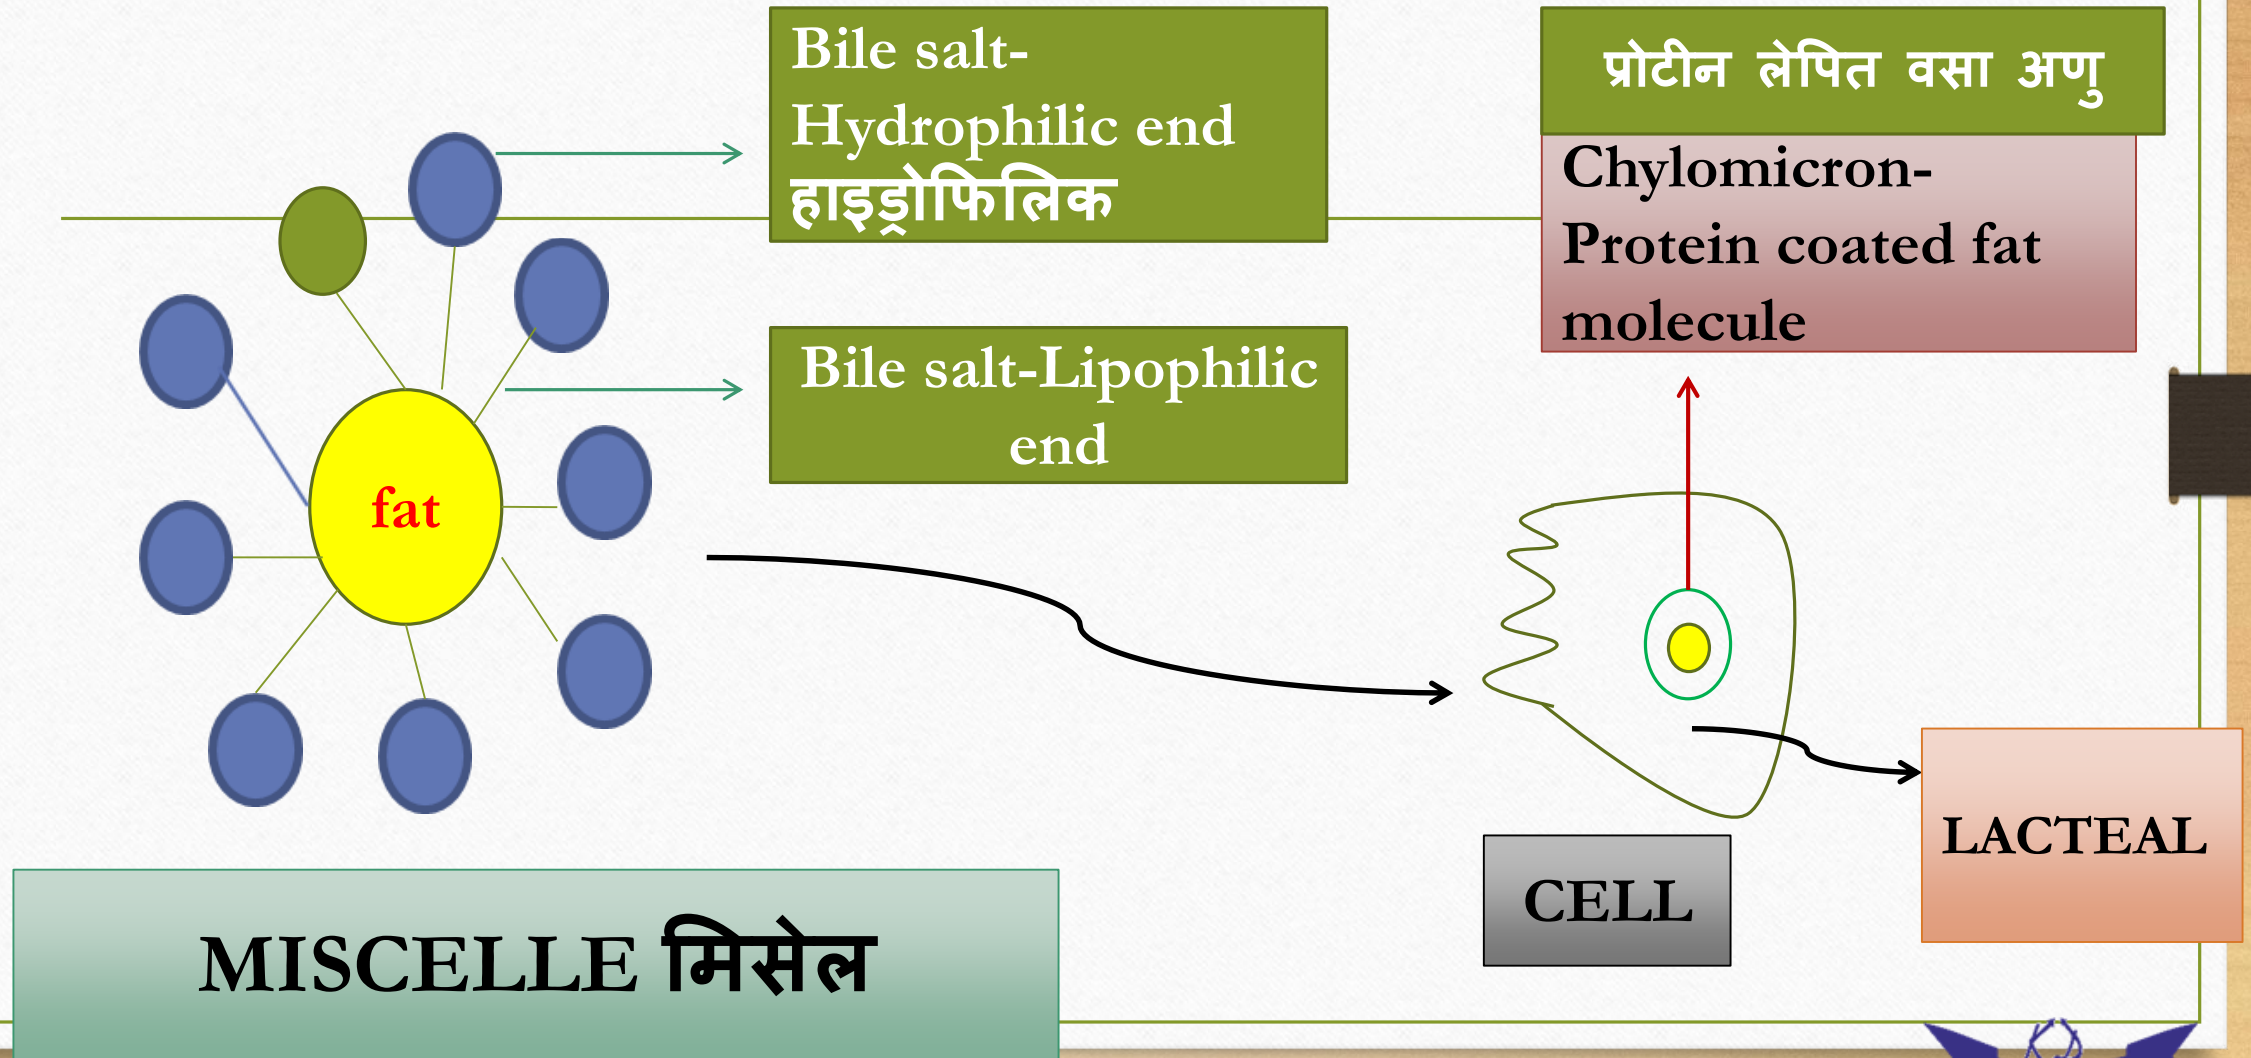 Bile salt-
Hydrophilic end
हाइड्रोफिलिक
प्रोटीन लेपित वसा अणु
Chylomicron-
Protein coated fat
molecule
Bile salt-Lipophilic
end
fat
LACTEAL
CELL
MISCELLE मिसेल